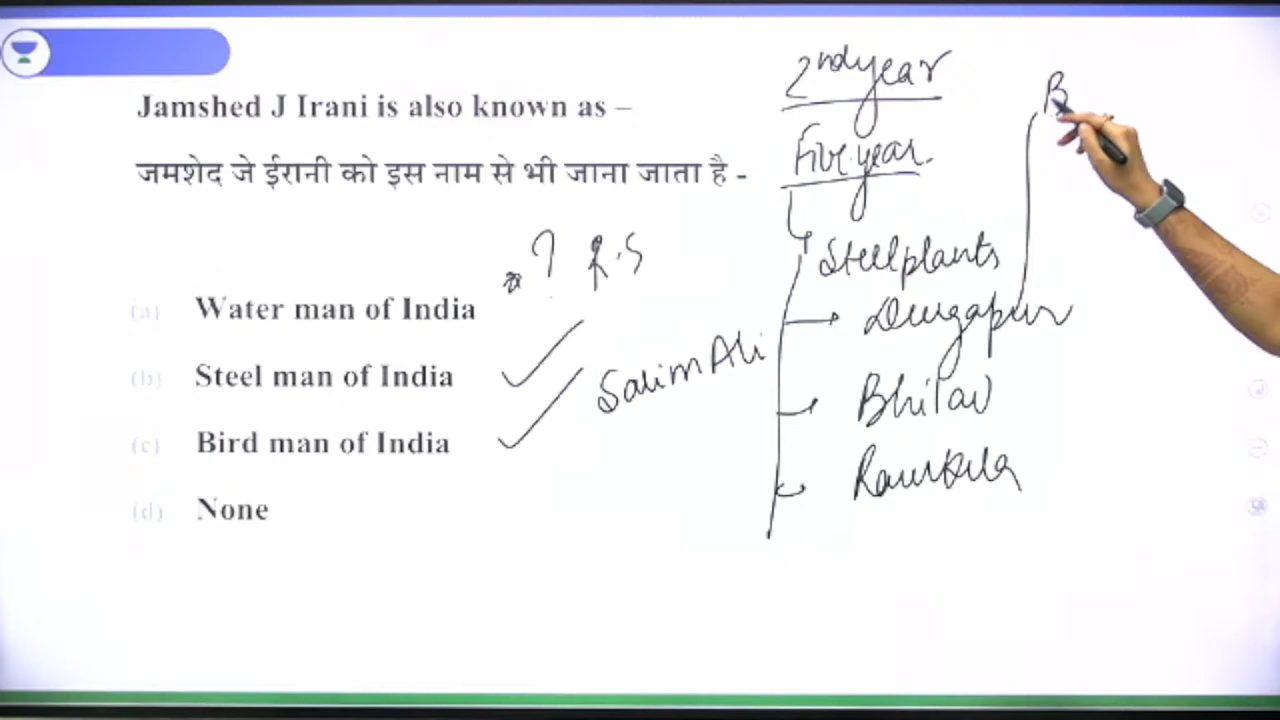 Jamshed J Irani is also known as –
जमशेद जे ईरानी को इस नाम से भी जाना जाता है -
(a) Water man of India
(b) Steel man of India
(c) Bird man of India
(d) None
? R.S
Salim Ali
2nd year
Five year.
Steel plants
Durgapur
Bhilai
Rourkela
B